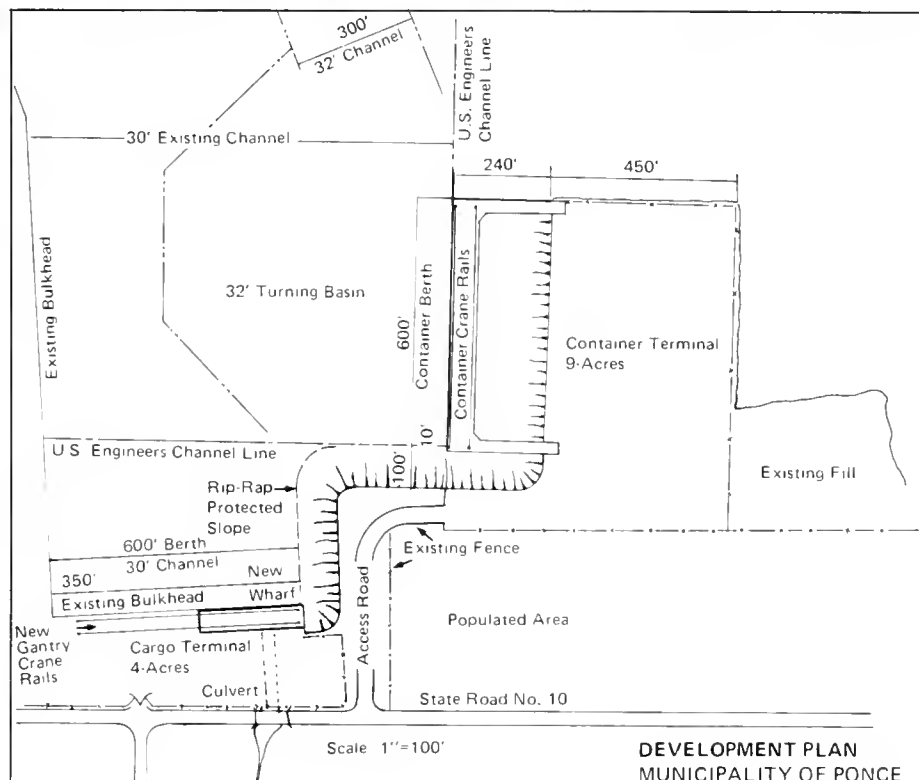 300'
32' Channel
U.S. Engineers
Channel Line
30' Existing Channel
240'
450'
Existing Bulkhead
32' Turning Basin
600'
Container Berth
Container Crane Rails
Container Terminal
9-Acres
10'
U S Engineers Channel Line
100'
Rip-Rap
Protected
Slope
Existing Fill
600' Berth
30' Channel
350'
New
Wharf
Existing Bulkhead
Existing Fence
Access Road
Populated Area
New
Gantry
Crane
Rails
Cargo Terminal
4-Acres
Culvert
State Road No. 10
Scale 1"=100'
DEVELOPMENT PLAN
MUNICIPALITY OF PONCE